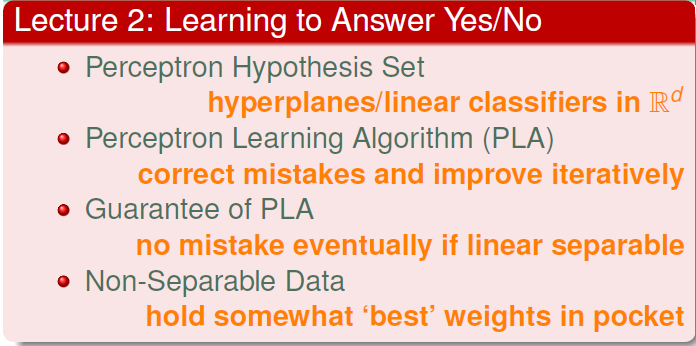 Lecture 2: Learning to Answer Yes/No
Perceptron Hypothesis Set
hyperplanes/linear classifiers in ℝᵈ
Perceptron Learning Algorithm (PLA)
correct mistakes and improve iteratively
Guarantee of PLA
no mistake eventually if linear separable
Non-Separable Data
hold somewhat ‘best’ weights in pocket